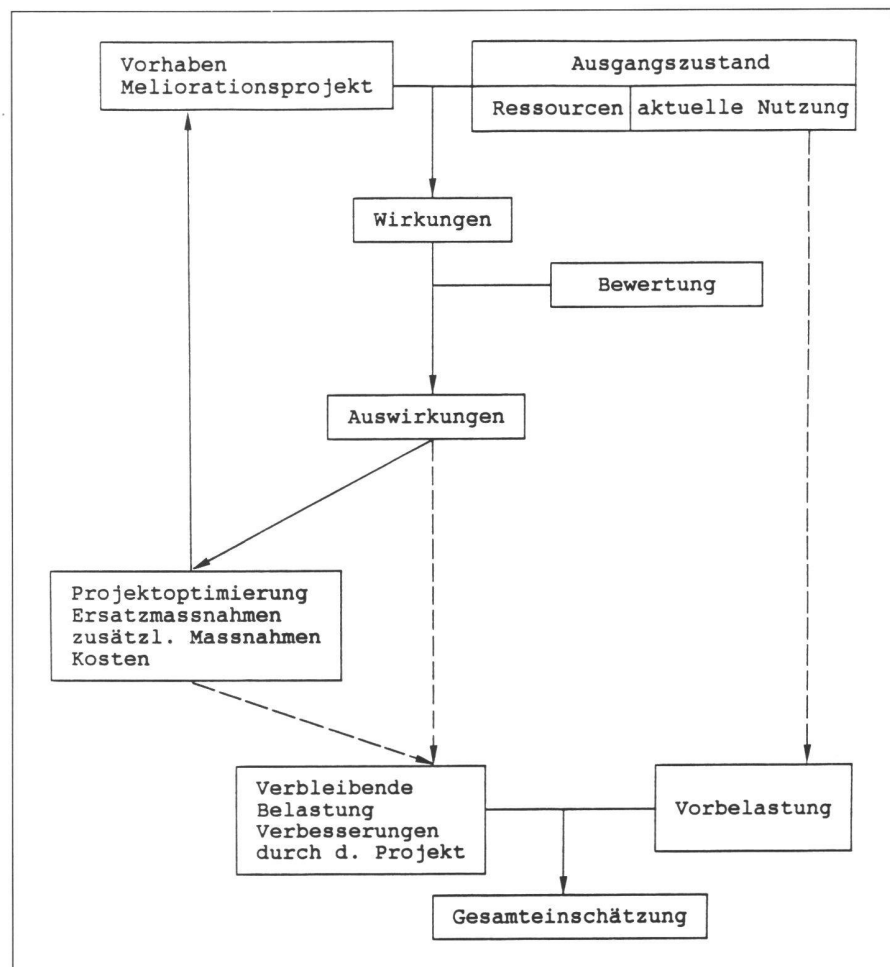 Vorhaben
Meliorationsprojekt
Ausgangszustand
Ressourcen
aktuelle Nutzung
Wirkungen
Bewertung
Auswirkungen
Projektoptimierung
Ersatzmassnahmen
zusätzl. Massnahmen
Kosten
Verbleibende
Belastung
Verbesserungen
durch d. Projekt
Vorbelastung
Gesamteinschätzung